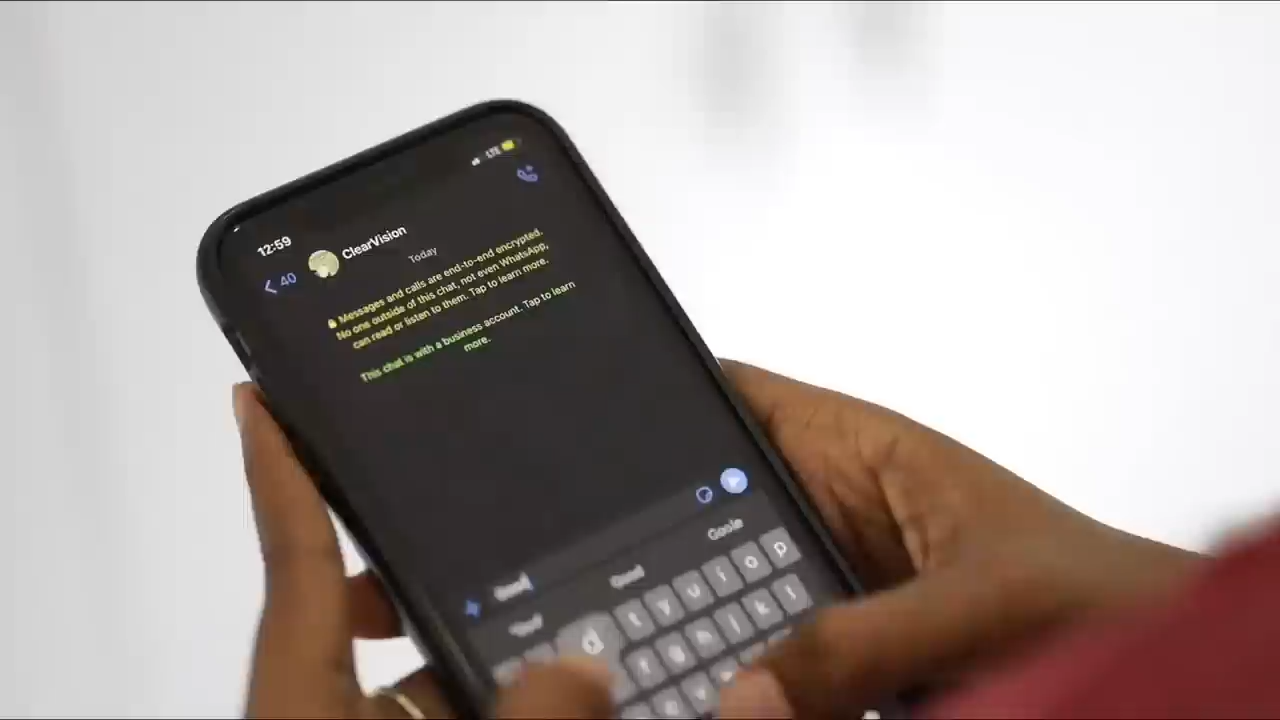 LTE
12:59
40
ClearVision
Today
Messages and calls are end-to-end encrypted.
No one outside of this chat, not even WhatsApp,
can read or listen to them. Tap to learn more.
This chat is with a business account. Tap to learn
more.
Good
d
t y u i o p